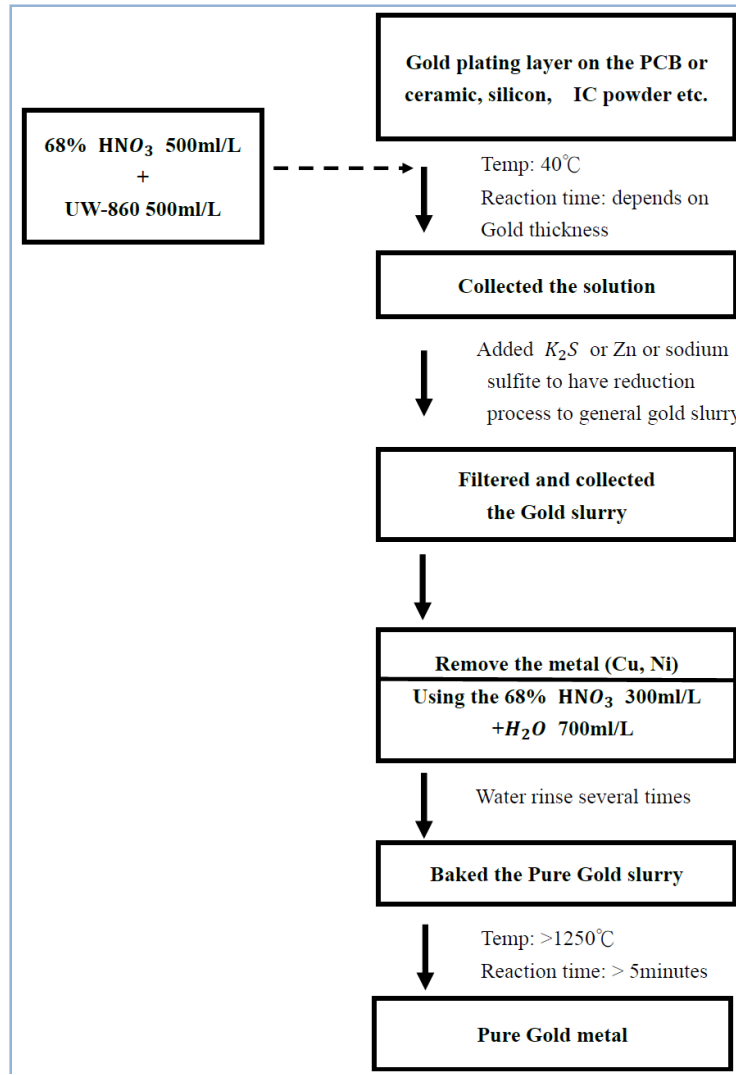 Gold plating layer on the PCB or
ceramic, silicon, IC powder etc.
68% HNO₃ 500ml/L
+
UW-860 500ml/L
Temp: 40℃
Reaction time: depends on
Gold thickness
Collected the solution
Added K₂S or Zn or sodium
sulfite to have reduction
process to general gold slurry
Filtered and collected
the Gold slurry
Remove the metal (Cu, Ni)
Using the 68% HNO₃ 300ml/L
+H₂O 700ml/L
Water rinse several times
Baked the Pure Gold slurry
Temp: >1250℃
Reaction time: > 5minutes
Pure Gold metal